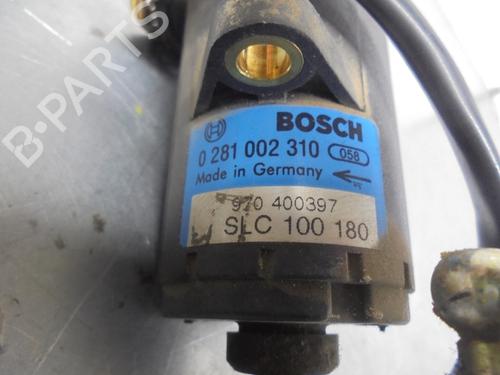 BOSCH
0 281 002 310 058
Made in Germany
970 400397
SLC 100 180
B-PARTS